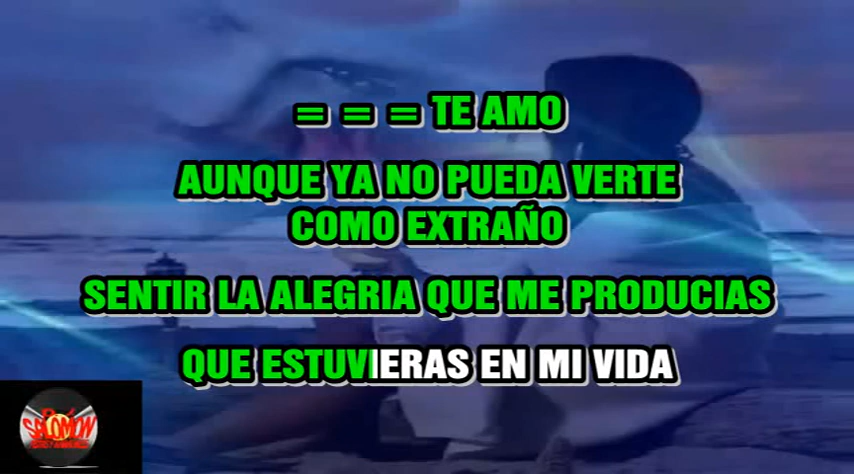 = = = TE AMO
AUNQUE YA NO PUEDA VERTE
COMO EXTRAÑO
SENTIR LA ALEGRIA QUE ME PRODUCIAS
QUE ESTUVIERAS EN MI VIDA
SALOMON